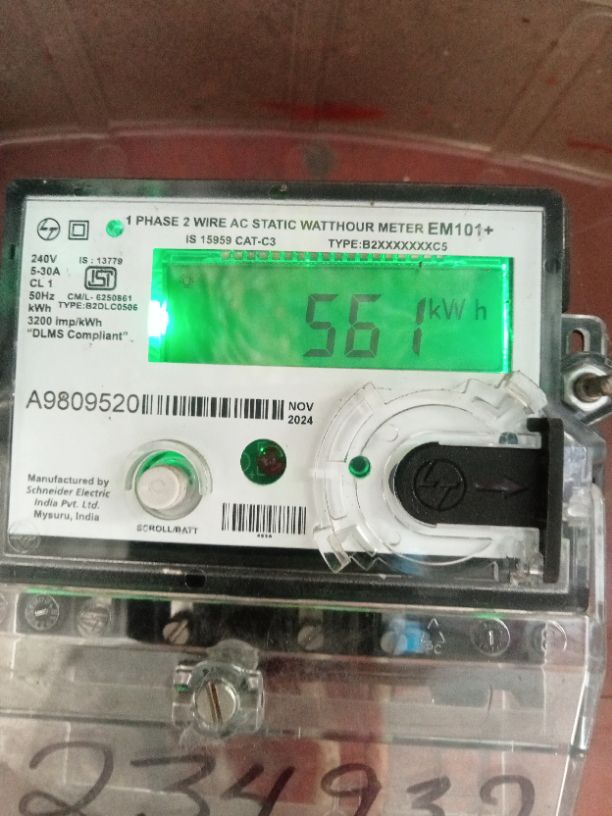 1 PHASE 2 WIRE AC STATIC WATTHOUR METER EM101+
IS 15959 CAT-C3 TYPE:B2XXXXXXXC5
240V IS : 13779
5-30A
CL 1
50Hz CM/L- 6250861
kWh TYPE:B2DLC0506
3200 imp/kWh
"DLMS Compliant"
561 kWh
A9809520
NOV
2024
Manufactured by
Schneider Electric
India Pvt. Ltd.
Mysuru, India
SCROLL/BATT
LT
234932